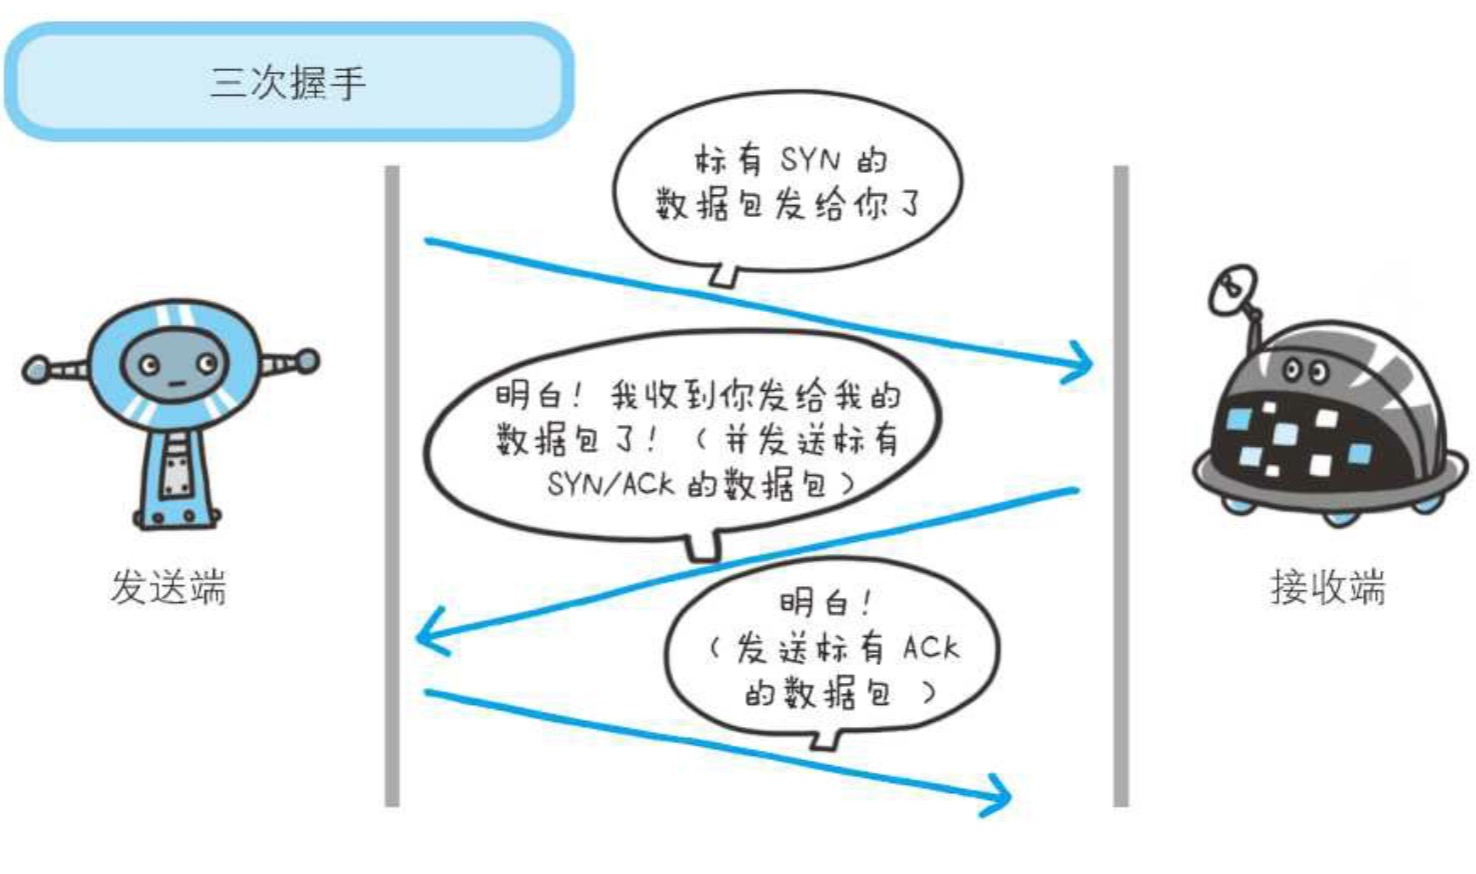 三次握手
标有 SYN 的
数据包发给你了
明白！我收到你发给我的
数据包了！（并发送标有
SYN/ACK 的数据包）
发送端
接收端
明白！
（发送标有 ACK
的数据包）